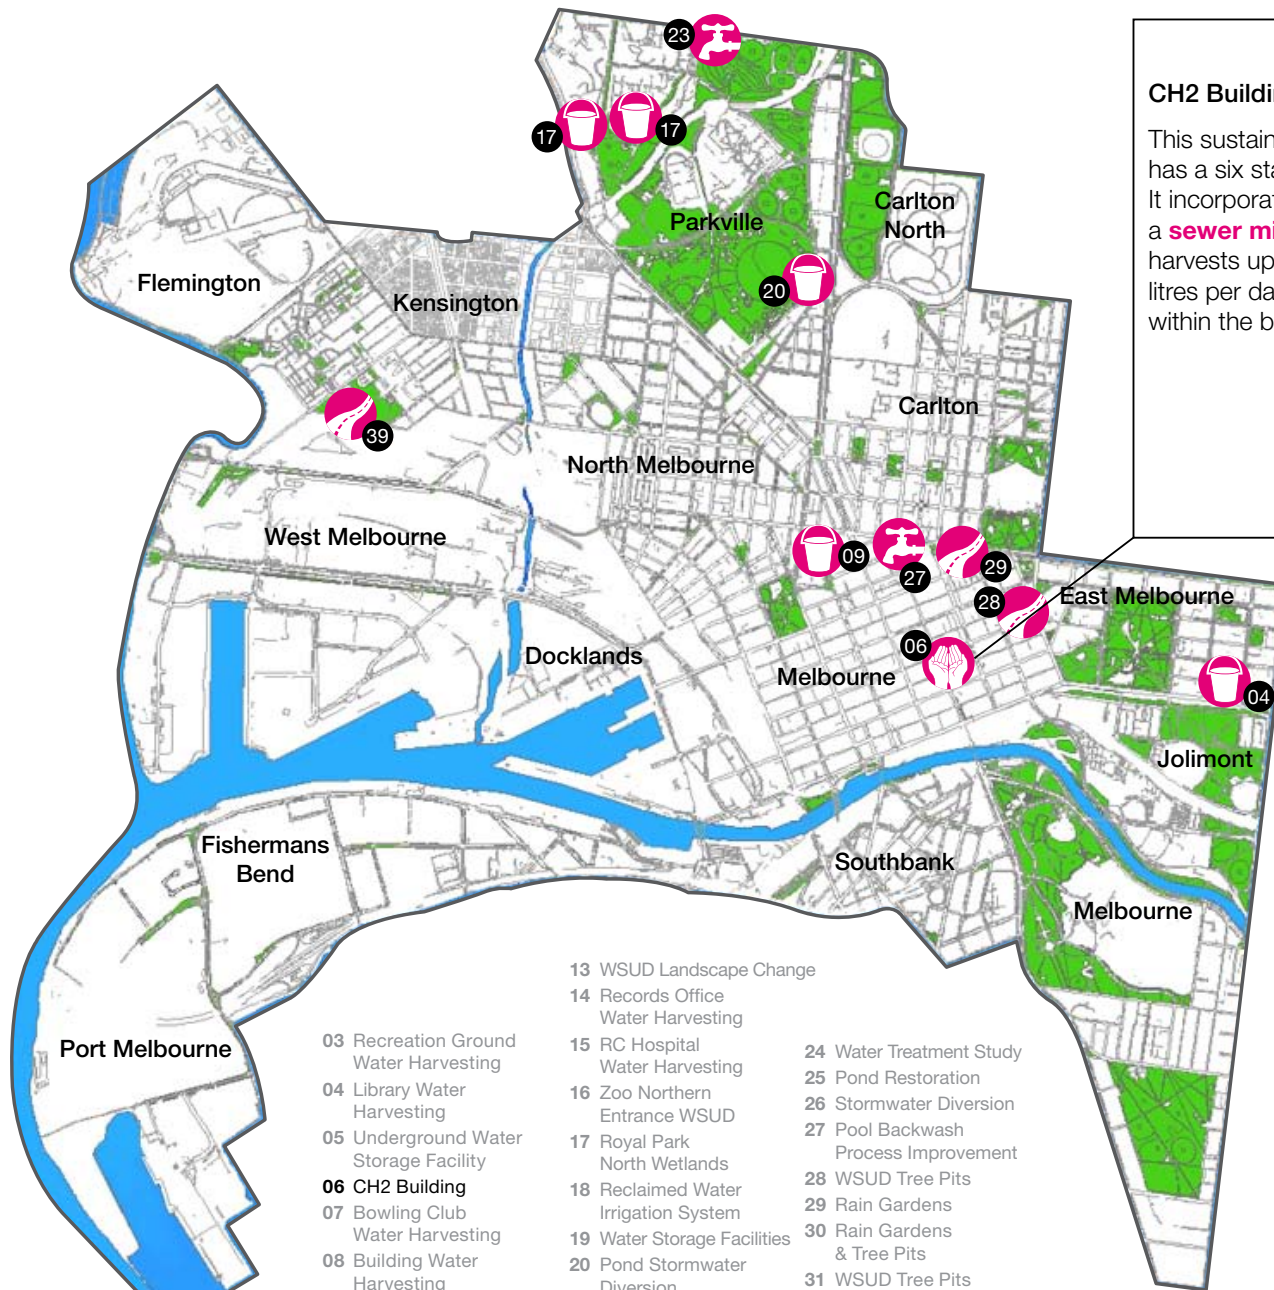 23
17
17
Parkville
Carlton
North
20
Flemington
Kensington
39
Carlton
North Melbourne
West Melbourne
09
27
29
28
East Melbourne
06
Docklands
Melbourne
04
Jolimont
Fishermans
Bend
Southbank
Melbourne
Port Melbourne
CH2
This
has a six
It
a sewer
harvests
litres per
within the
03 Recreation Ground
Water Harvesting
04 Library Water
Harvesting
05 Underground Water
Storage Facility
06 CH2 Building
07 Bowling Club
Water Harvesting
08 Building Water
Harvesting
13 WSUD Landscape Change
14 Records Office
Water Harvesting
15 RC Hospital
Water Harvesting
16 Zoo Northern
Entrance WSUD
17 Royal Park
North Wetlands
18 Reclaimed Water
Irrigation System
19 Water Storage Facilities
20 Pond Stormwater
Diversion
24 Water Treatment Study
25 Pond Restoration
26 Stormwater Diversion
27 Pool Backwash
Process Improvement
28 WSUD Tree Pits
29 Rain Gardens
30 Rain Gardens
& Tree Pits
31 WSUD Tree Pits